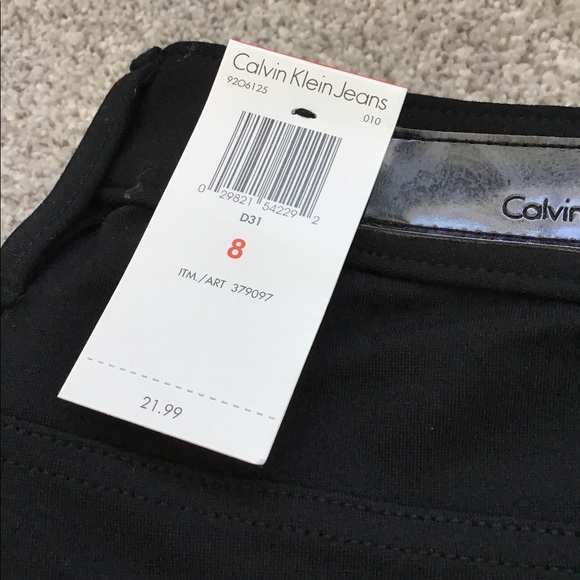 Calvin Klein Jeans
9206125
010
0 29821 54229 2
D31
8
ITM./ART 379097
21.99
Calvin